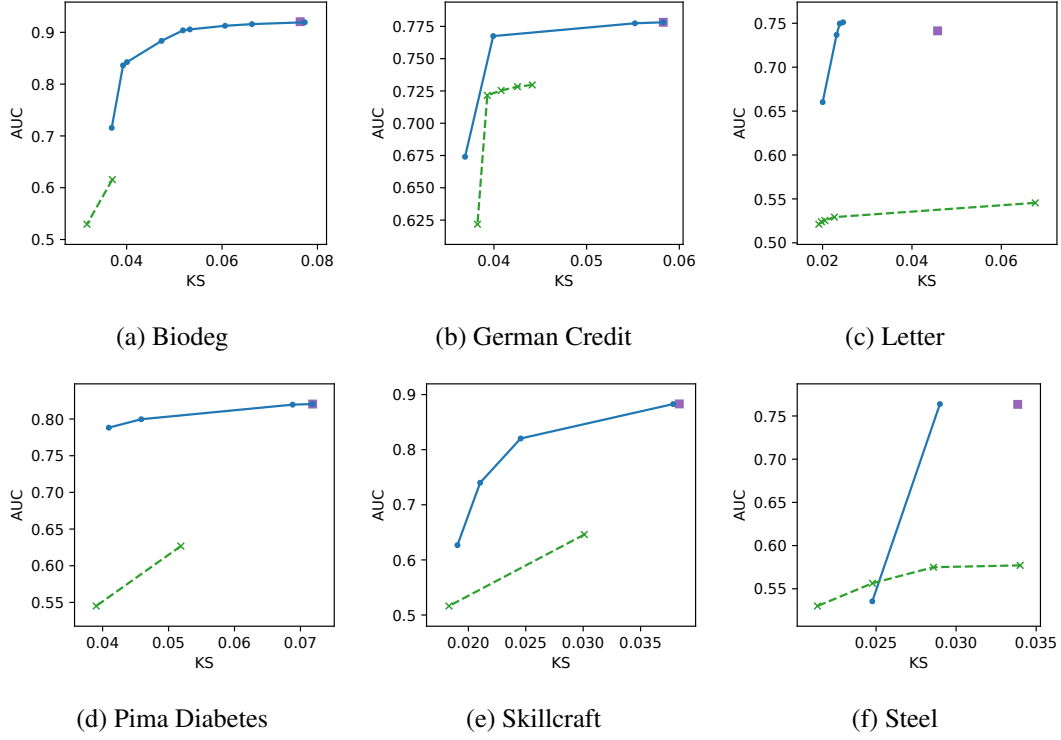 0.9
0.8
0.7
0.6
0.5
AUC
0.04 0.06 0.08
KS
(a) Biodeg
0.775
0.750
0.725
0.700
0.675
0.650
0.625
AUC
0.04 0.05 0.06
KS
(b) German Credit
0.75
0.70
0.65
0.60
0.55
0.50
AUC
0.02 0.04 0.06
KS
(c) Letter
0.80
0.75
0.70
0.65
0.60
0.55
AUC
0.04 0.05 0.06 0.07
KS
(d) Pima Diabetes
0.9
0.8
0.7
0.6
0.5
AUC
0.020 0.025 0.030 0.035
KS
(e) Skillcraft
0.75
0.70
0.65
0.60
0.55
AUC
0.025 0.030 0.035
KS
(f) Steel